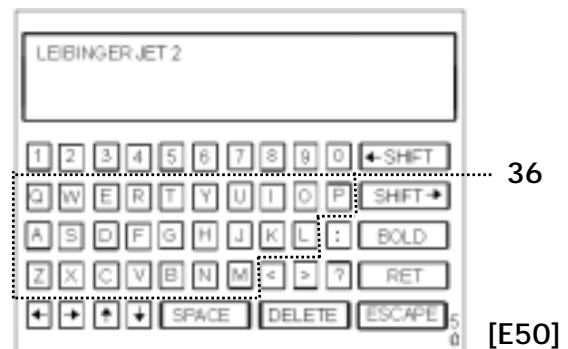 LEIBINGER JET 2
1 2 3 4 5 6 7 8 9 0 ←SHIFT
36
Q W E R T Y U I O P SHIFT→
A S D F G H J K L : BOLD
Z X C V B N M < > ? RET
← → ↑ ↓ SPACE DELETE ESCAPE 50
[E50]